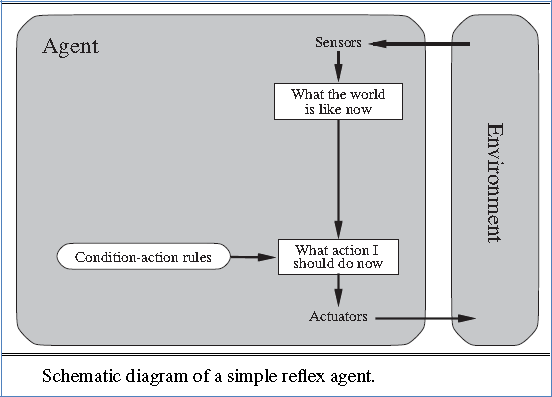 Agent
Sensors
What the world
is like now
Environment
Condition-action rules
What action I
should do now
Actuators
Schematic diagram of a simple reflex agent.